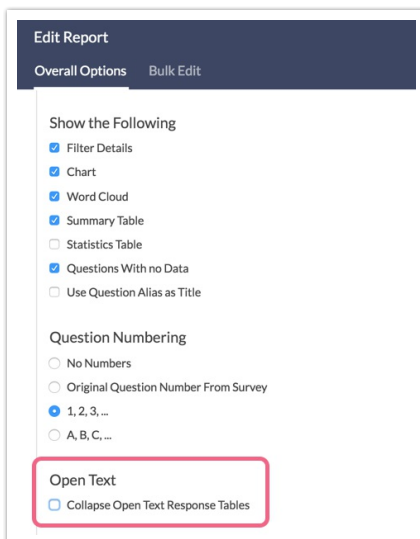 Edit Report
Overall Options Bulk Edit
Show the Following
Filter Details
Chart
Word Cloud
Summary Table
Statistics Table
Questions With no Data
Use Question Alias as Title
Question Numbering
No Numbers
Original Question Number From Survey
1, 2, 3, ...
A, B, C, ...
Open Text
Collapse Open Text Response Tables